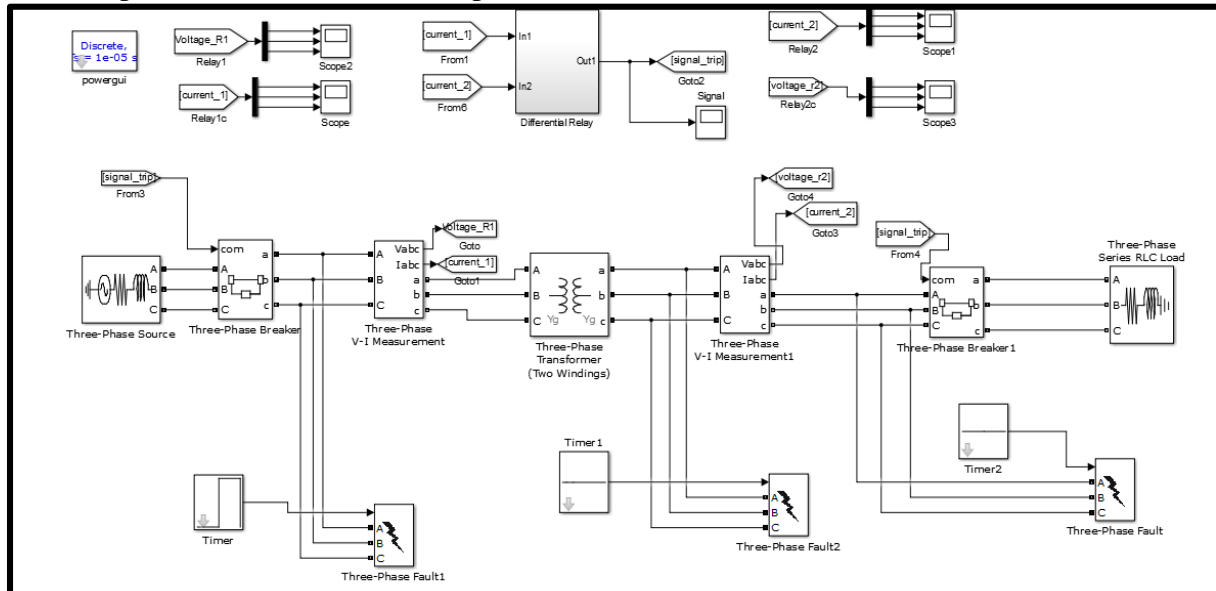 Discrete,
s = 1e-05 s
powergui
Voltage_R1
Relay1
Scope2
[current_1]
Relay1c
Scope
[current_1]
From1
[current_2]
From6
In1
In2
Out1
Differential Relay
[signal_trip]
Goto2
Signal
[current_2]
Relay2
Scope1
[voltage_r2]
Relay2c
Scope3
[signal_trip]
From3
A
B
C
Three-Phase Source
com
A
B
C
a
b
c
Three-Phase Breaker
A
B
C
Vabc
Iabc
a
b
c
Three-Phase
V-I Measurement
Voltage_R1
Goto
[current_1]
Goto1
A
B
C
a
b
c
Yg
Yg
Three-Phase
Transformer
(Two Windings)
[voltage_r2]
Goto4
[current_2]
Goto3
A
B
C
Vabc
Iabc
a
b
c
Three-Phase
V-I Measurement1
[signal_trip]
From4
com
A
B
C
a
b
c
Three-Phase Breaker1
Three-Phase
Series RLC Load
A
B
C
Timer
A
B
C
Three-Phase Fault1
Timer1
A
B
C
Three-Phase Fault2
Timer2
A
B
C
Three-Phase Fault